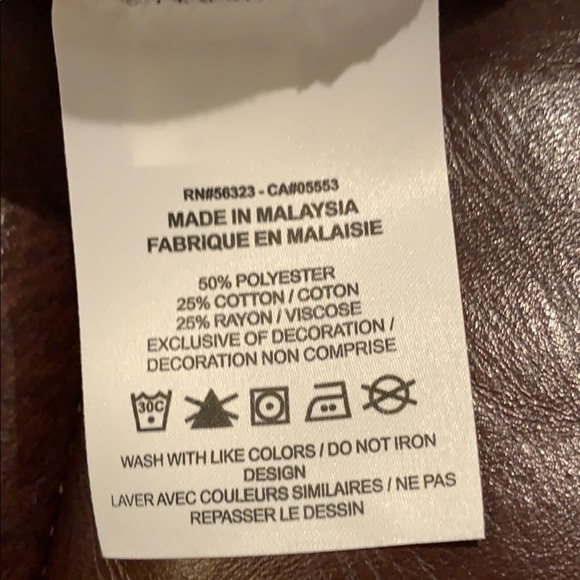 RN#56323 - CA#05553
MADE IN MALAYSIA
FABRIQUE EN MALAISIE
50% POLYESTER
25% COTTON / COTON
25% RAYON / VISCOSE
EXCLUSIVE OF DECORATION /
DECORATION NON COMPRISE
30C
WASH WITH LIKE COLORS / DO NOT IRON
DESIGN
LAVER AVEC COULEURS SIMILAIRES / NE PAS
REPASSER LE DESSIN